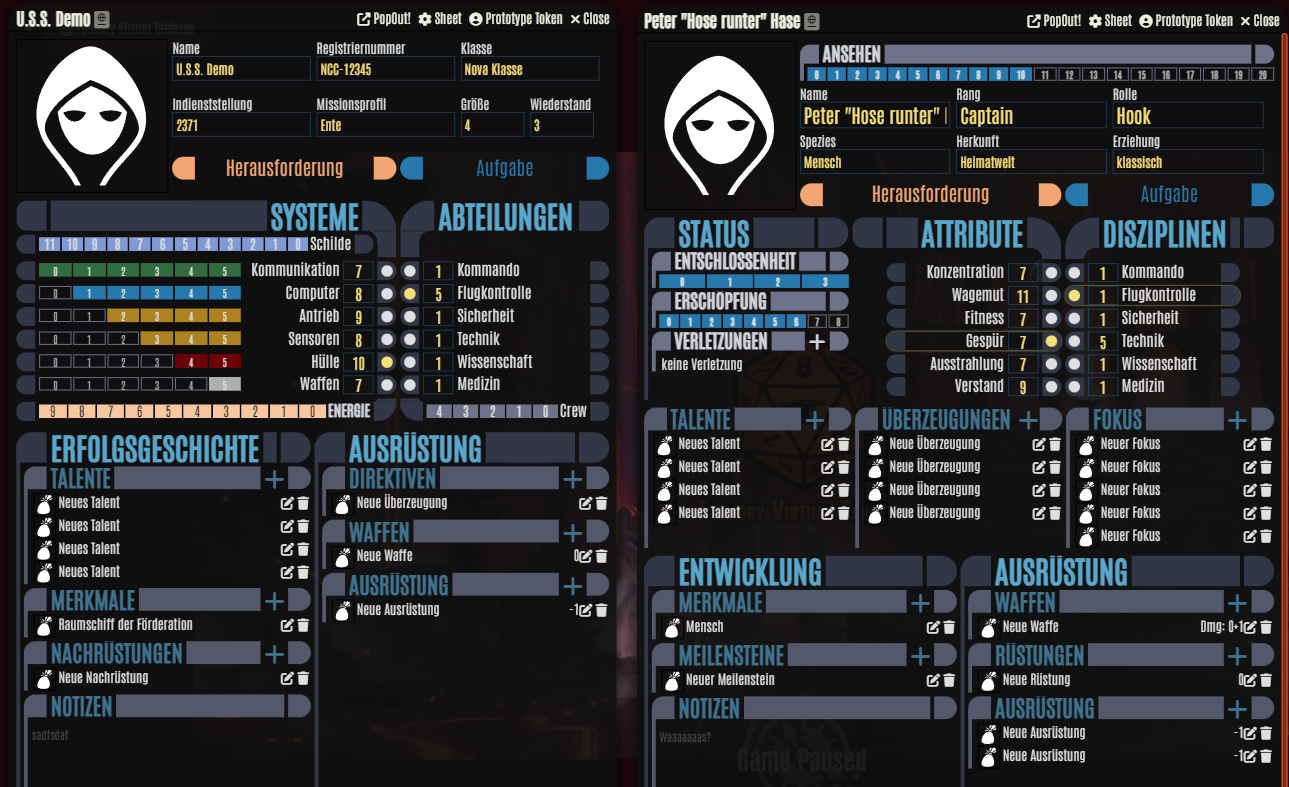 U.S.S. Demo
PopOut! Sheet Prototype Token Close
Name Registriernummer Klasse
U.S.S. Demo NCC-12345 Nova Klasse
Indienststellung Missionsprofil Größe Wiederstand
2371 Ente 4 3
Herausforderung Aufgabe
SYSTEME ABTEILUNGEN
11 10 9 8 7 6 5 4 3 2 1 0 Schilde
0 1 2 3 4 5 Kommunikation 7 1 Kommando
0 1 2 3 4 5 Computer 8 5 Flugkontrolle
0 1 2 3 4 5 Antrieb 9 1 Sicherheit
0 1 2 3 4 5 Sensoren 8 1 Technik
0 1 2 3 4 5 Hülle 10 1 Wissenschaft
0 1 2 3 4 5 Waffen 7 1 Medizin
9 8 7 6 5 4 3 2 1 0 ENERGIE 4 3 2 1 0 Crew
ERFOLGSGESCHICHTE
TALENTE
Neues Talent
Neues Talent
Neues Talent
Neues Talent
MERKMALE
Raumschiff der Förderation
NACHRÜSTUNGEN
Neue Nachrüstung
NOTIZEN
sadfsdaf
AUSRÜSTUNG
DIREKTIVEN
Neue Überzeugung
WAFFEN
Neue Waffe 0
AUSRÜSTUNG
Neue Ausrüstung -1
Peter "Hose runter" Hase
PopOut! Sheet Prototype Token Close
ANSEHEN
0 1 2 3 4 5 6 7 8 9 10 11 12 13 14 15 16 17 18 19 20
Name Rang Rolle
Peter "Hose runter" Captain Hook
Spezies Herkunft Erziehung
Mensch Heimatwelt klassisch
Herausforderung Aufgabe
STATUS
ENTSCHLOSSENHEIT
0 1 2 3
ERSCHÖPFUNG
0 1 2 3 4 5 6 7 8
VERLETZUNGEN
keine Verletzung
ATTRIBUTE DISZIPLINEN
Konzentration 7 1 Kommando
Wagemut 11 1 Flugkontrolle
Fitness 7 1 Sicherheit
Gespür 7 5 Technik
Ausstrahlung 7 1 Wissenschaft
Verstand 9 1 Medizin
TALENTE
Neues Talent
Neues Talent
Neues Talent
Neues Talent
ÜBERZEUGUNGEN
Neue Überzeugung
Neue Überzeugung
Neue Überzeugung
Neue Überzeugung
FOKUS
Neuer Fokus
Neuer Fokus
Neuer Fokus
Neuer Fokus
Neuer Fokus
ENTWICKLUNG
MERKMALE
Mensch
MEILENSTEINE
Neuer Meilenstein
NOTIZEN
Waaaaaaas?
AUSRÜSTUNG
WAFFEN
Neue Waffe Dmg: 0+1
RÜSTUNGEN
Neue Rüstung 0
AUSRÜSTUNG
Neue Ausrüstung -1
Neue Ausrüstung -1
Game Paused